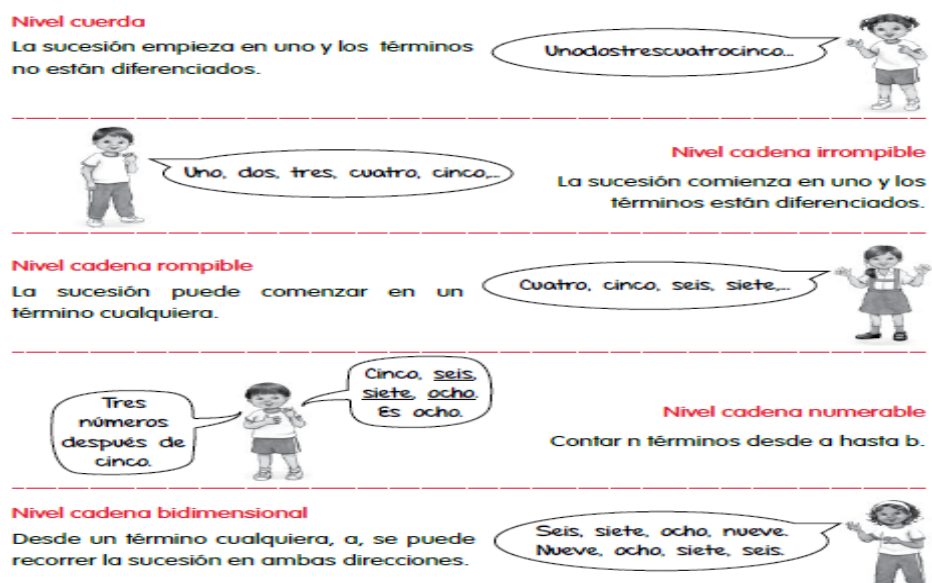 Nivel cuerda
La sucesión empieza en uno y los términos
no están diferenciados.
Unodostrescuatrocinco...
Uno, dos, tres, cuatro, cinco,...
Nivel cadena irrompible
La sucesión comienza en uno y los
términos están diferenciados.
Nivel cadena rompible
La sucesión puede comenzar en un
término cualquiera.
Cuatro, cinco, seis, siete,...
Tres
números
después de
cinco.
Cinco, seis,
siete, ocho.
Es ocho.
Nivel cadena numerable
Contar n términos desde a hasta b.
Nivel cadena bidimensional
Desde un término cualquiera, a, se puede
recorrer la sucesión en ambas direcciones.
Seis, siete, ocho, nueve.
Nueve, ocho, siete, seis.